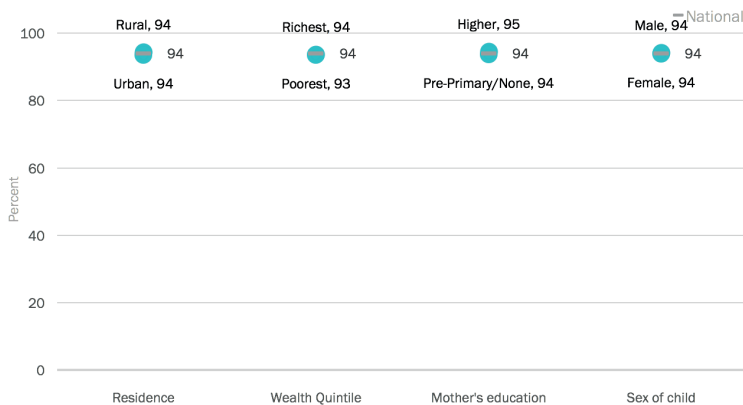 National
Rural, 94
Richest, 94
Higher, 95
Male, 94
100
94
94
94
94
Urban, 94
Poorest, 93
Pre-Primary/None, 94
Female, 94
80
60
Percent
40
20
0
Residence
Wealth Quintile
Mother's education
Sex of child